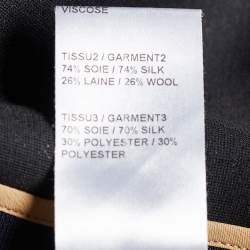 VISCOSE
TISSU2 / GARMENT2
74% SOIE / 74% SILK
26% LAINE / 26% WOOL
TISSU3 / GARMENT3
70% SOIE / 70% SILK
30% POLYESTER / 30%
POLYESTER